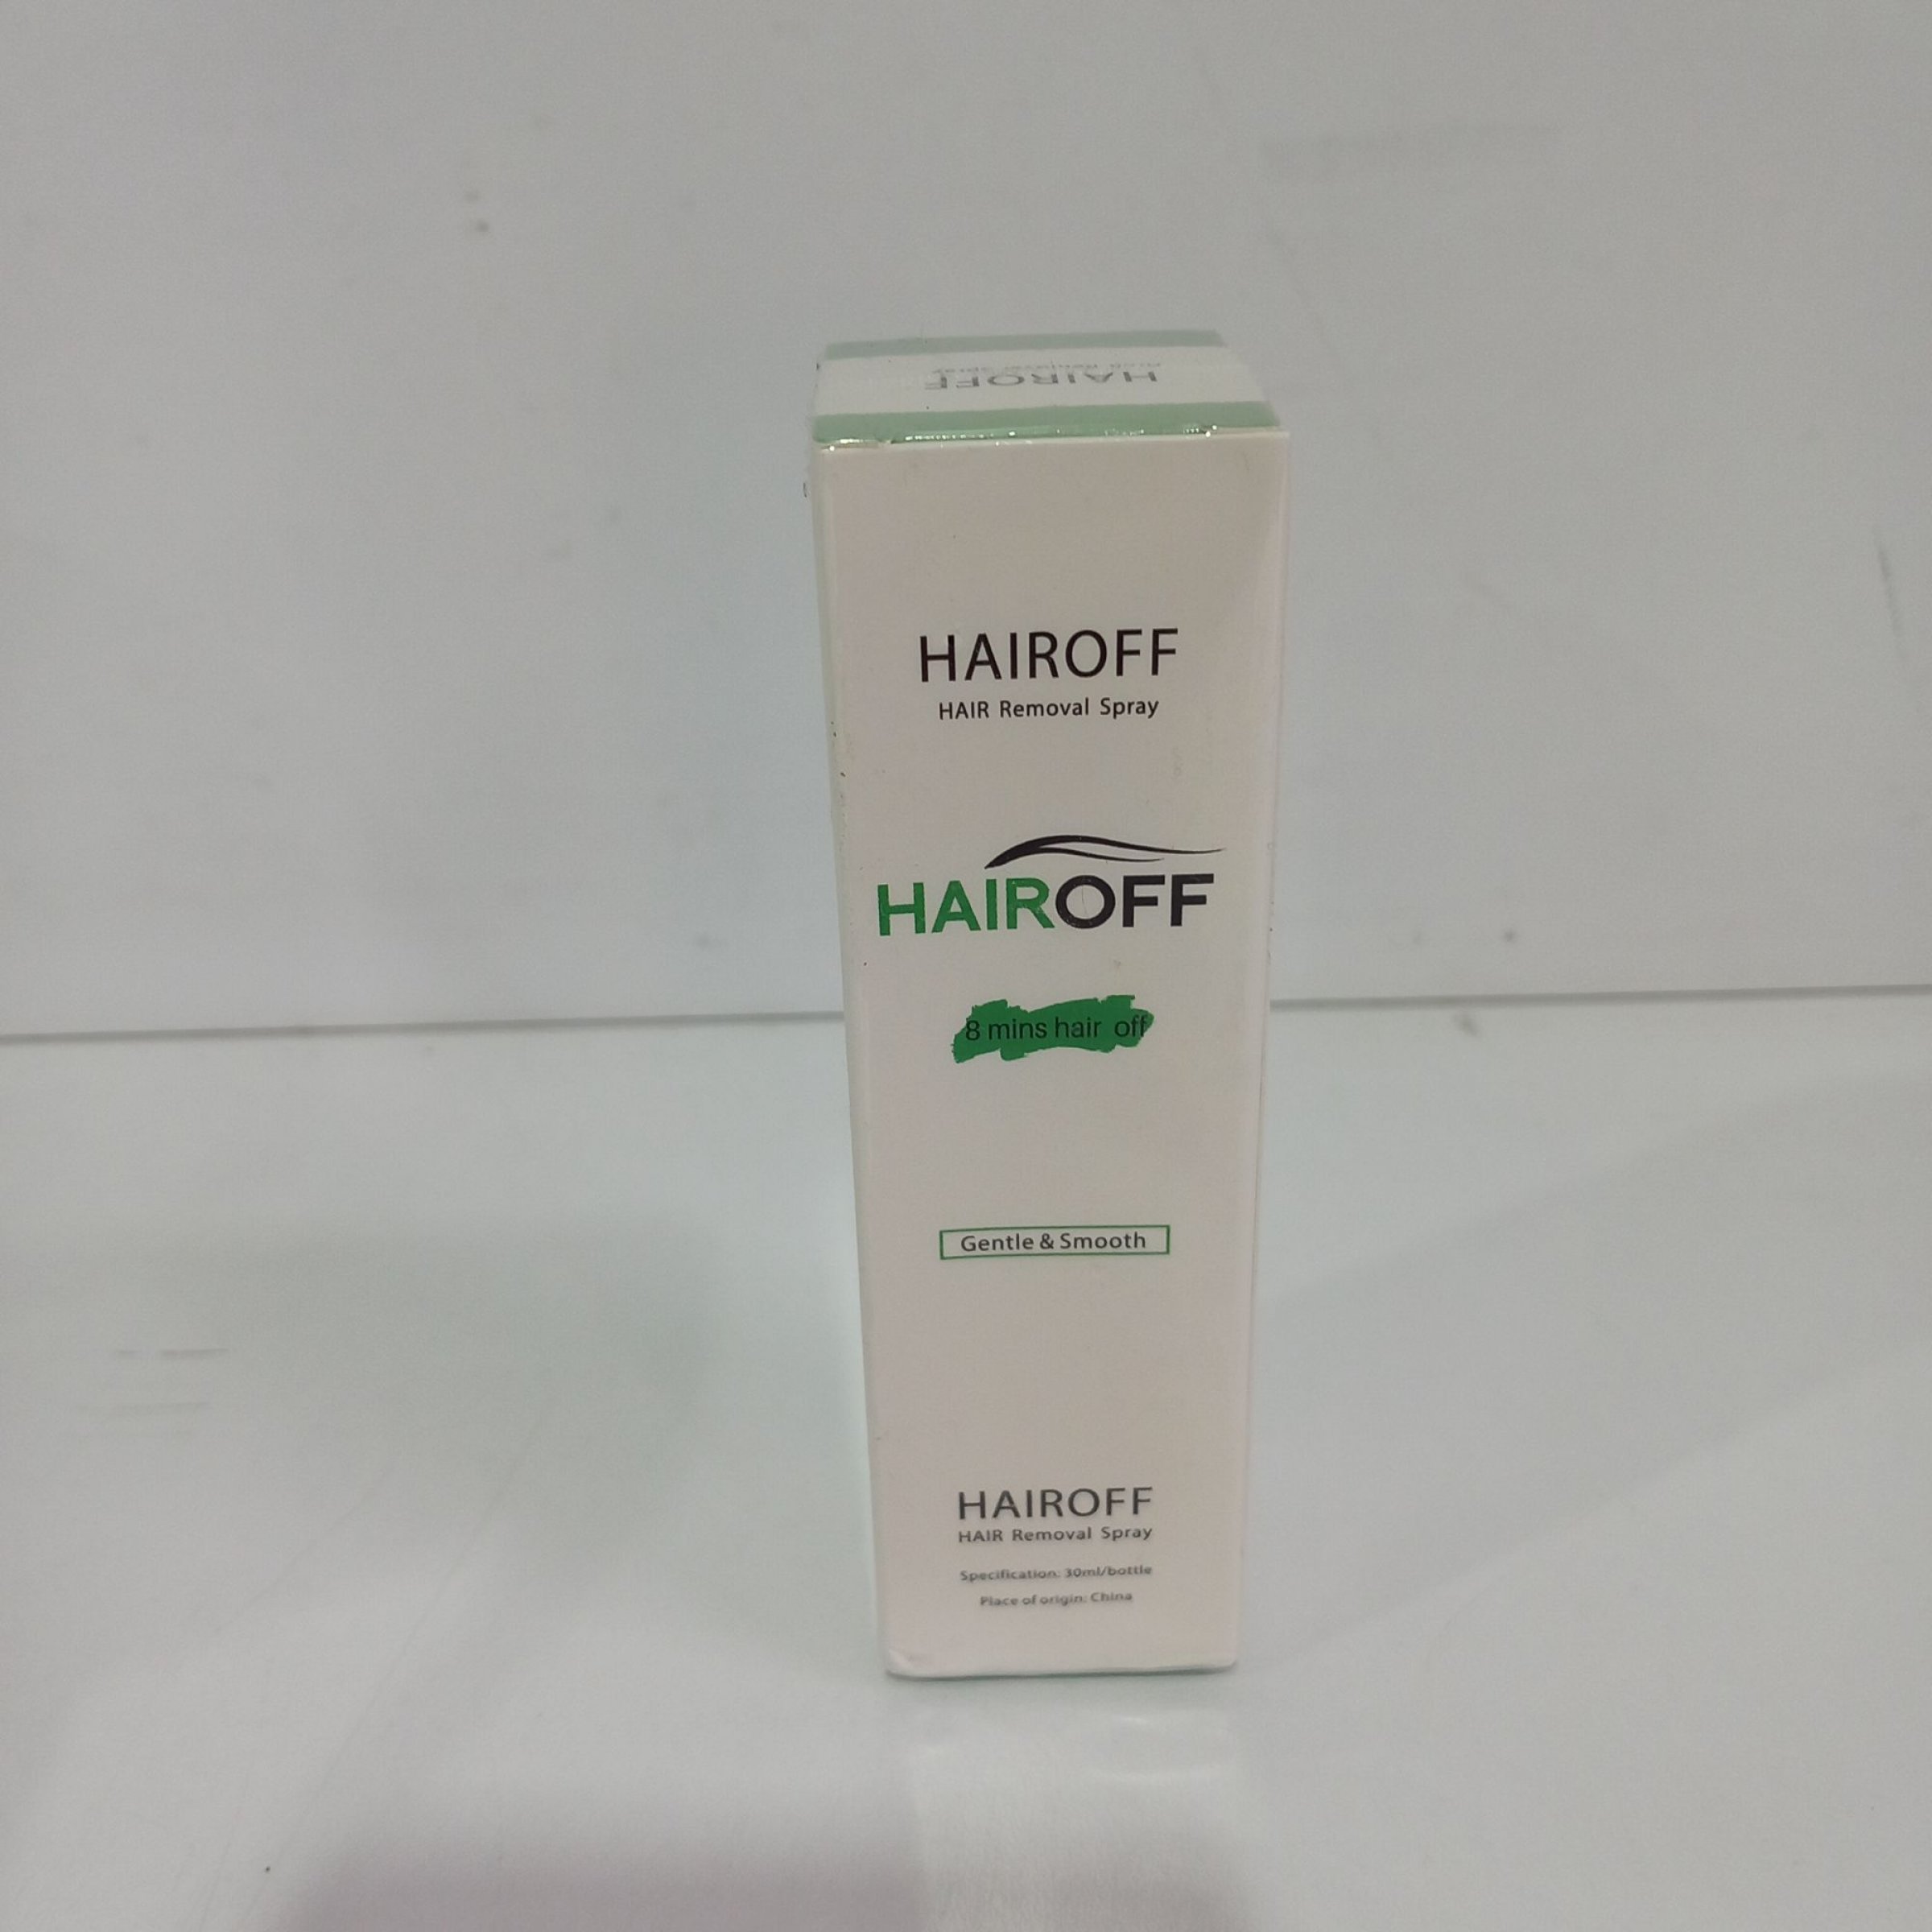 HAIROFF
HAIROFF
HAIR Removal Spray
HAIROFF
8 mins hair off
Gentle & Smooth
HAIROFF
HAIR Removal Spray
Specification: 30ml/bottle
Place of origin: China